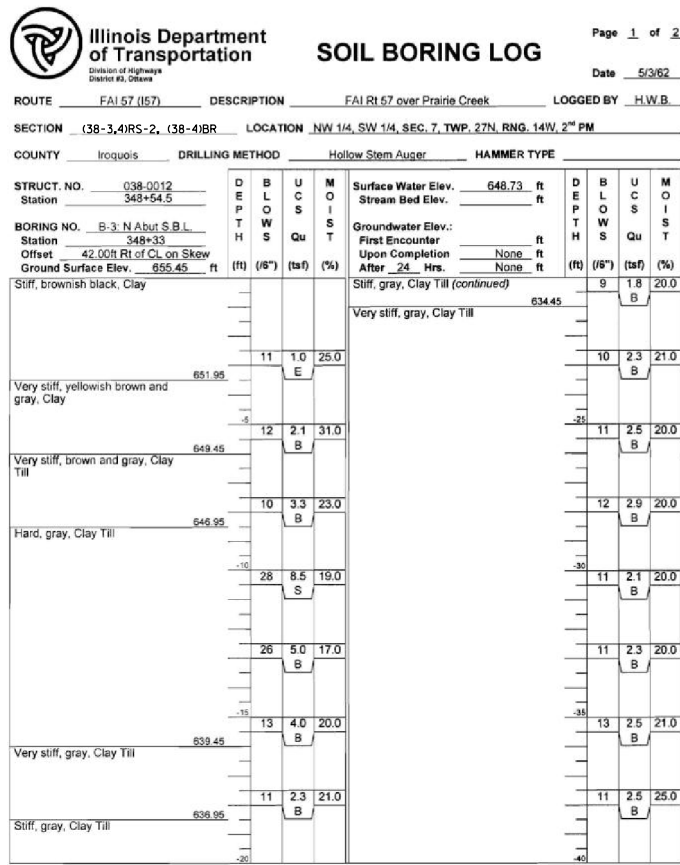 Illinois Department
of Transportation
Division of Highways
District #3, Ottawa
SOIL BORING LOG
Page 1 of 2
Date 5/3/62
ROUTE FAI 57 (I57) DESCRIPTION FAI Rt 57 over Prairie Creek LOGGED BY H.W.B.
SECTION (38-3,4)RS-2, (38-4)BR LOCATION NW 1/4, SW 1/4, SEC. 7, TWP. 27N, RNG. 14W, 2nd PM
COUNTY Iroquois DRILLING METHOD Hollow Stem Auger HAMMER TYPE
STRUCT. NO. 038-0012
Station 348+54.5
BORING NO. B-3: N Abut S.B.L.
Station 348+33
Offset 42.00ft Rt of CL on Skew
Ground Surface Elev. 655.45 ft
DEPTH (ft)
BLOWS (/6")
UCS Qu (tsf)
MOIST (%)
Stiff, brownish black, Clay
11 1.0 25.0
651.95 E
Very stiff, yellowish brown and
gray, Clay
-5
12 2.1 31.0
649.45 B
Very stiff, brown and gray, Clay
Till
10 3.3 23.0
646.95 B
Hard, gray, Clay Till
-10
28 8.5 19.0
S
26 5.0 17.0
B
-15
13 4.0 20.0
639.45 B
Very stiff, gray, Clay Till
11 2.3 21.0
636.95 B
Stiff, gray, Clay Till
-20
Surface Water Elev. 648.73 ft
Stream Bed Elev. ft
Groundwater Elev.:
First Encounter ft
Upon Completion None ft
After 24 Hrs. None ft
DEPTH (ft)
BLOWS (/6")
UCS Qu (tsf)
MOIST (%)
Stiff, gray, Clay Till (continued) 9 1.8 20.0
634.45 B
Very stiff, gray, Clay Till
10 2.3 21.0
B
-25
11 2.5 20.0
B
12 2.9 20.0
B
-30
11 2.1 20.0
B
11 2.3 20.0
B
-35
13 2.5 21.0
B
11 2.5 25.0
B
-40